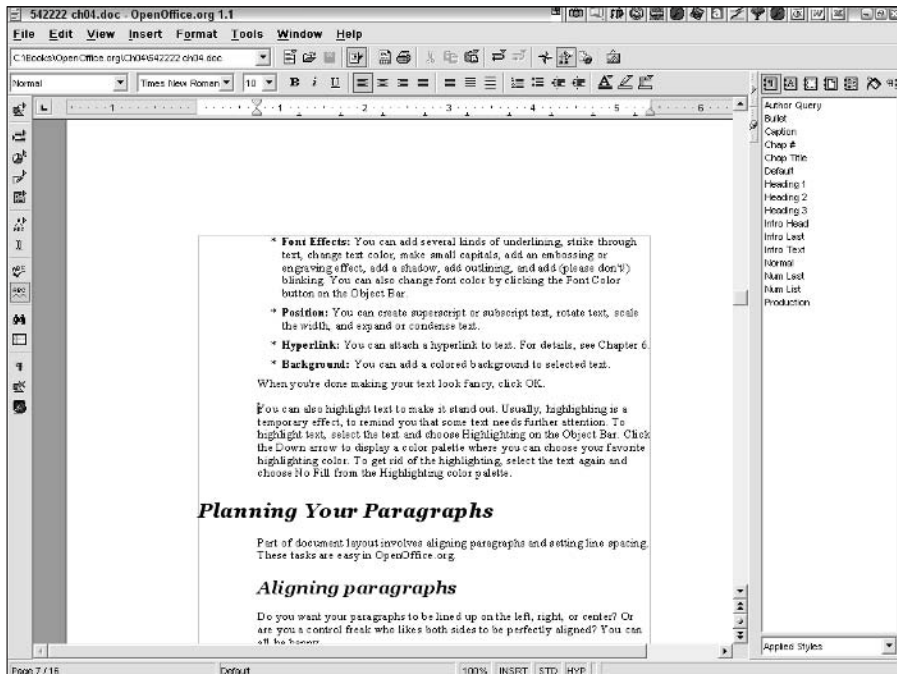 542222 ch04.doc - OpenOffice.org 1.1
File Edit View Insert Format Tools Window Help
C:\Books\OpenOffice.org\Ch04\542222 ch04.doc
Normal Times New Roman 10 B i U
1 1 2 3 4 5 6
Author Query
Bullet
Caption
Chap #
Chap Title
Default
Heading 1
Heading 2
Heading 3
Intro Head
Intro Last
Intro Text
Normal
Num Last
Num List
Production
* Font Effects: You can add several kinds of underlining, strike through
text, change text color, make small capitals, add an embossing or
engraving effect, add a shadow, add outlining, and add (please don't!)
blinking. You can also change font color by clicking the Font Color
button on the Object Bar.
* Position: You can create superscript or subscript text, rotate text, scale
the width, and expand or condense text.
* Hyperlink: You can attach a hyperlink to text. For details, see Chapter 6.
* Background: You can add a colored background to selected text.
When you're done making your text look fancy, click OK.
You can also highlight text to make it stand out. Usually, highlighting is a
temporary effect, to remind you that some text needs further attention. To
highlight text, select the text and choose Highlighting on the Object Bar. Click
the Down arrow to display a color palette where you can choose your favorite
highlighting color. To get rid of the highlighting, select the text again and
choose No Fill from the Highlighting color palette.
Planning Your Paragraphs
Part of document layout involves aligning paragraphs and setting line spacing.
These tasks are easy in OpenOffice.org.
Aligning paragraphs
Do you want your paragraphs to be lined up on the left, right, or center? Or
are you a control freak who likes both sides to be perfectly aligned? You can
all be happy
Applied Styles
Page 7 / 16 Default 100% INSRT STD HYP